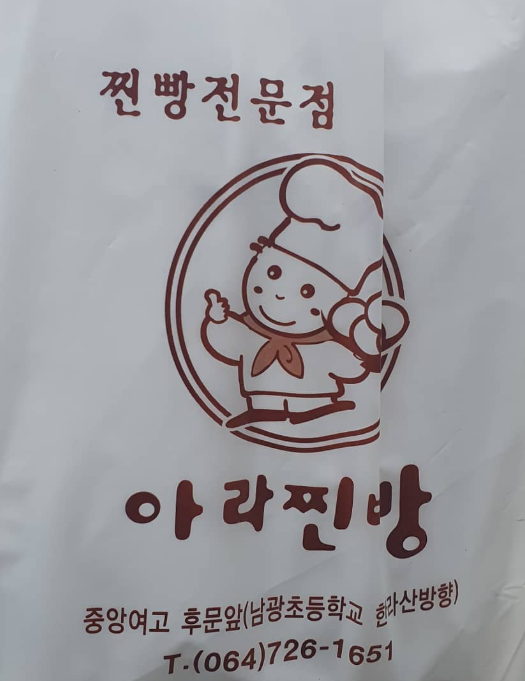 찐빵전문점
아라찐방
중앙여고 후문앞(남광초등학교 한라산방향)
T.(064)726-1651